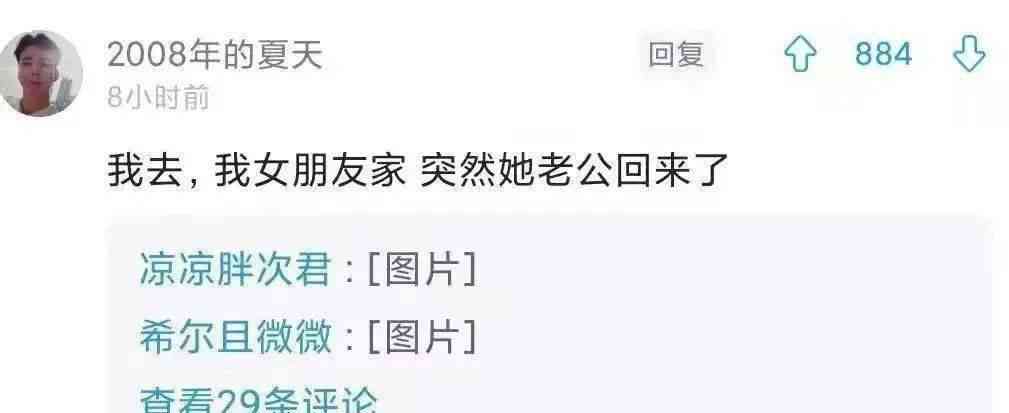 2008年的夏天
回复
884
8小时前
我去，我女朋友家 突然她老公回来了
凉凉胖次君：[图片]
希尔且微微：[图片]
查看29条评论